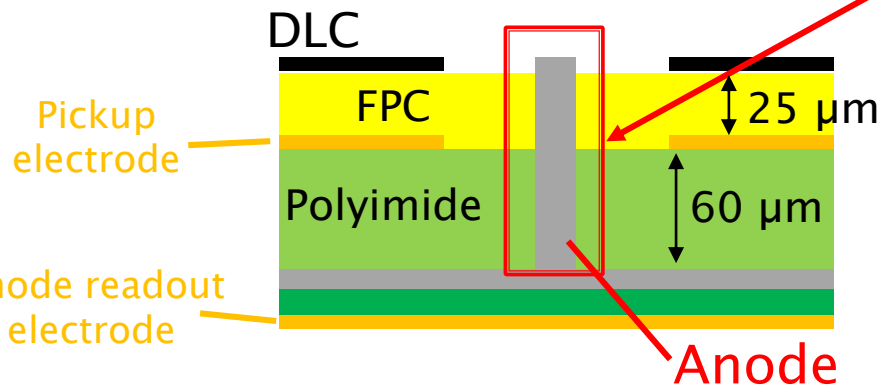 DLC
FPC
25 μm
Pickup
electrode
Polyimide
60 μm
node readout
electrode
Anode